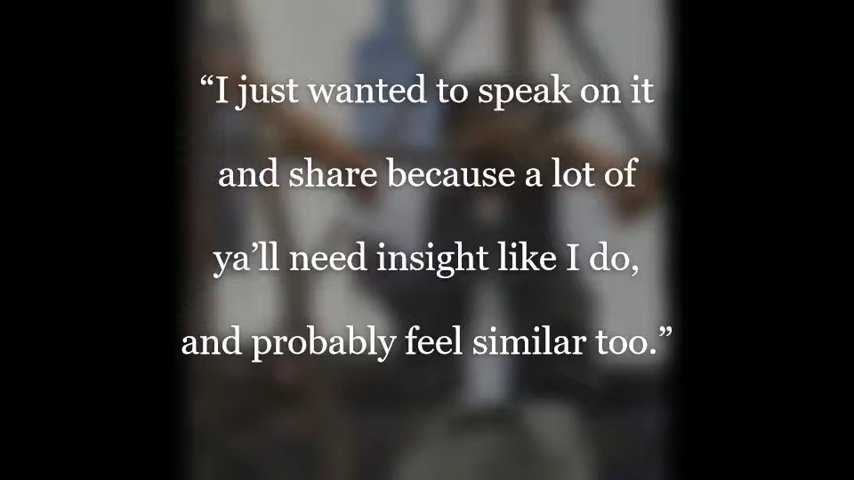 “I just wanted to speak on it
and share because a lot of
ya’ll need insight like I do,
and probably feel similar too.”